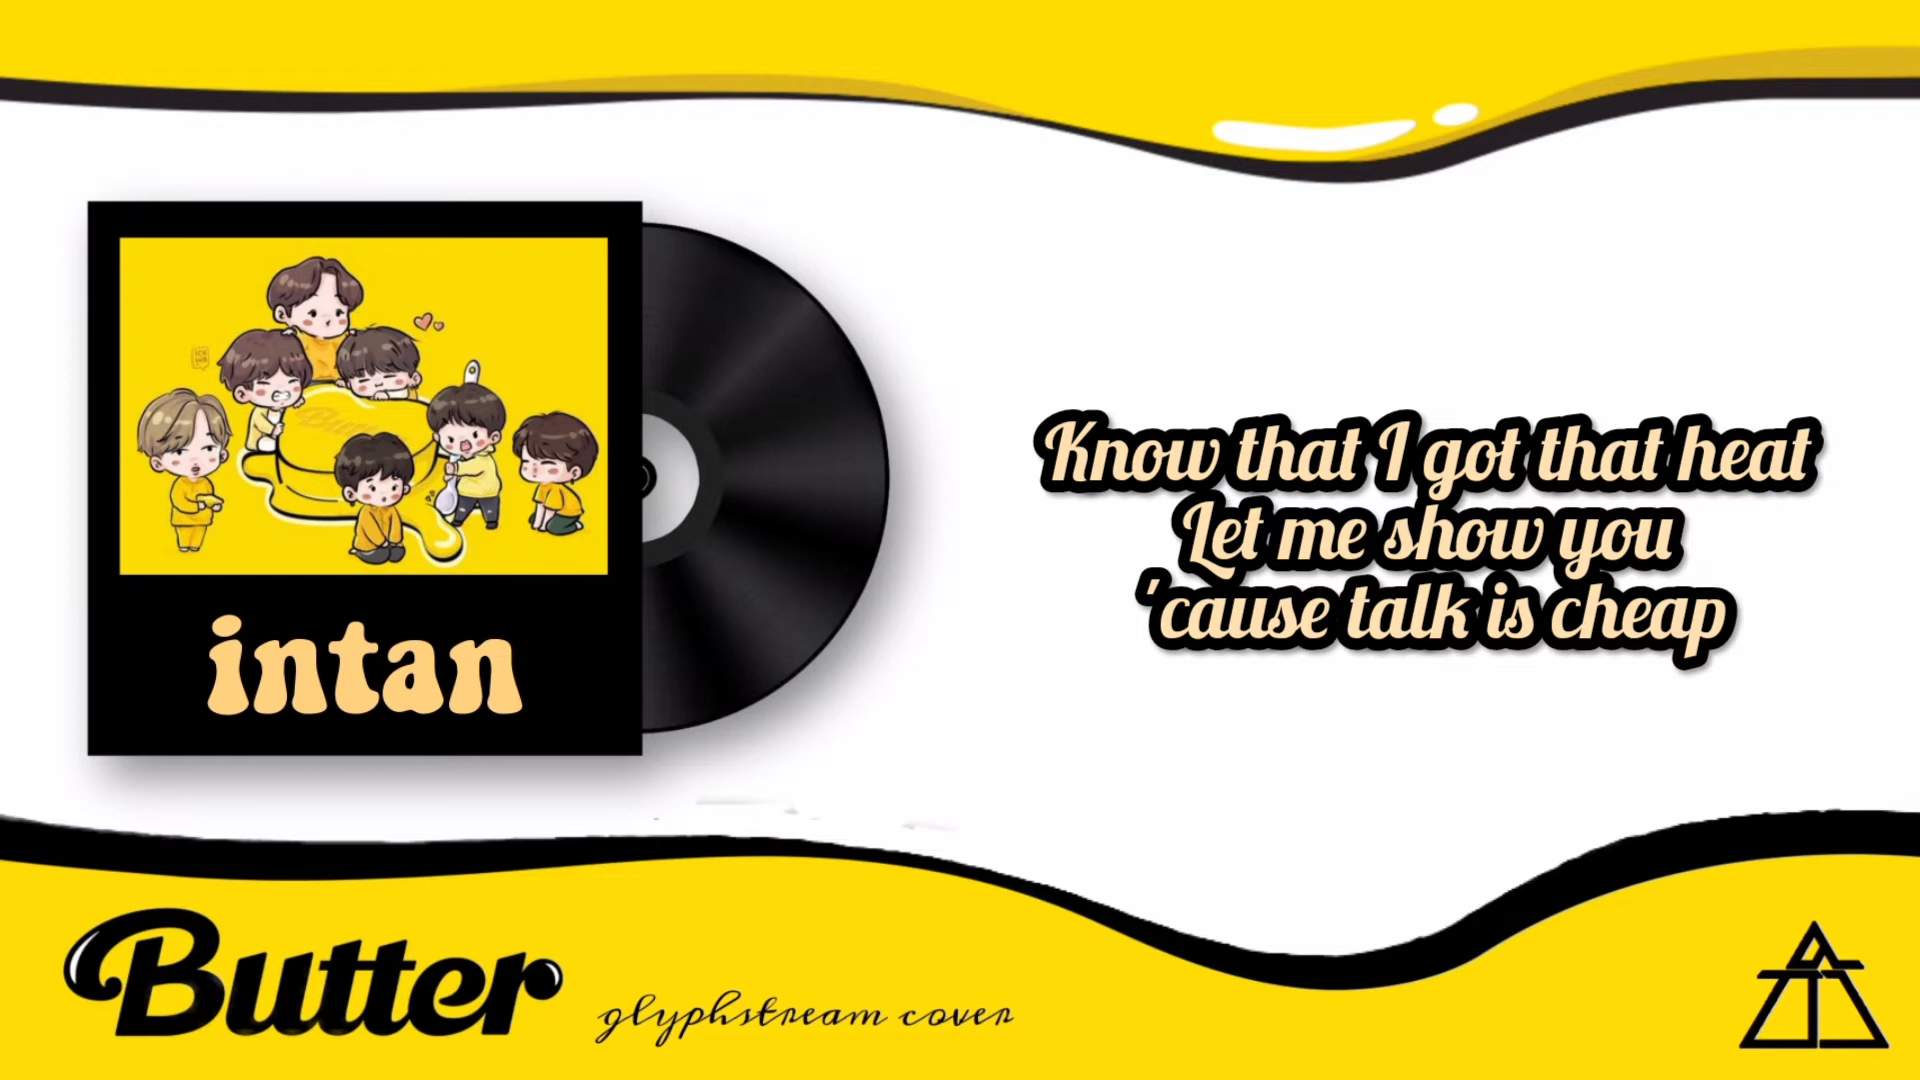 Know that I got that heat
Let me show you
'cause talk is cheap
intan
Butter
glyphstream cover